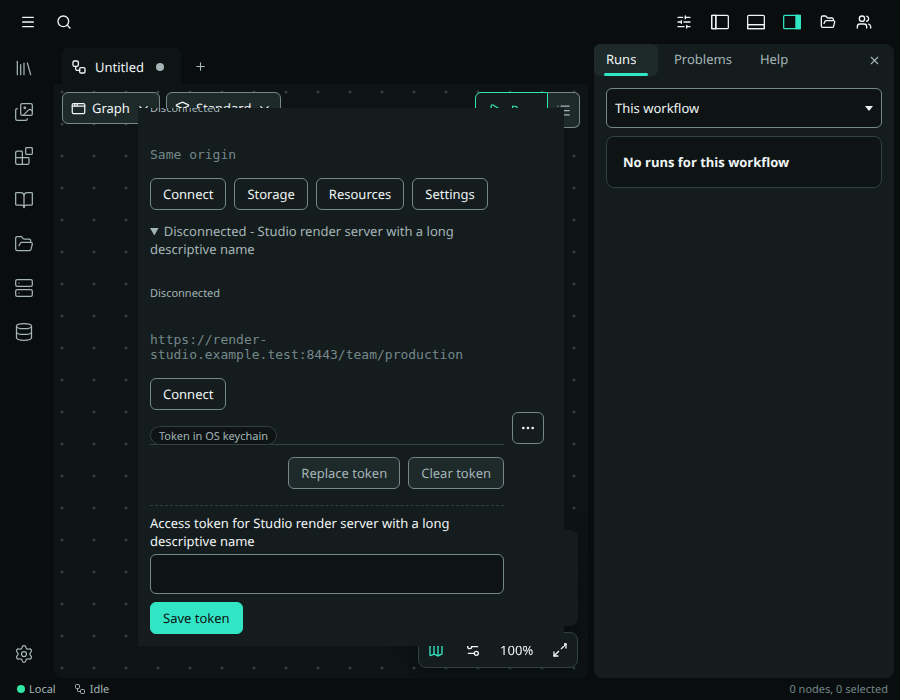 Untitled
Runs
Problems
Help
Graph
Standard
Disconnected
This workflow
Same origin
No runs for this workflow
Connect
Storage
Resources
Settings
Disconnected - Studio render server with a long
descriptive name
Disconnected
https://render-
studio.example.test:8443/team/production
Connect
Token in OS keychain
Replace token
Clear token
Access token for Studio render server with a long
descriptive name
Save token
100%
Local
Idle
0 nodes, 0 selected